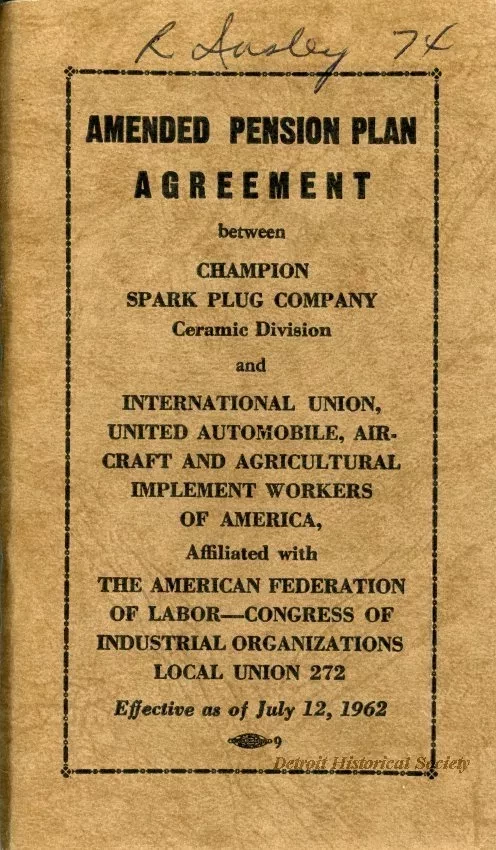 R 74
AMENDED PENSION PLAN
AGREEMENT
between
CHAMPION
SPARK PLUG COMPANY
Ceramic Division
and
INTERNATIONAL UNION,
UNITED AUTOMOBILE, AIR-
CRAFT AND AGRICULTURAL
IMPLEMENT WORKERS
OF AMERICA,
Affiliated with
THE AMERICAN FEDERATION
OF LABOR—CONGRESS OF
INDUSTRIAL ORGANIZATIONS
LOCAL UNION 272
Effective as of July 12, 1962
9
Detroit Historical Society